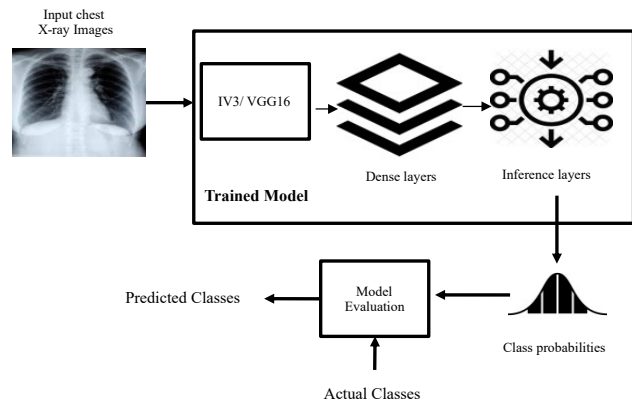 Input chest
X-ray Images
IV3/ VGG16
Dense layers
Inference layers
Trained Model
Model
Evaluation
Predicted Classes
Class probabilities
Actual Classes